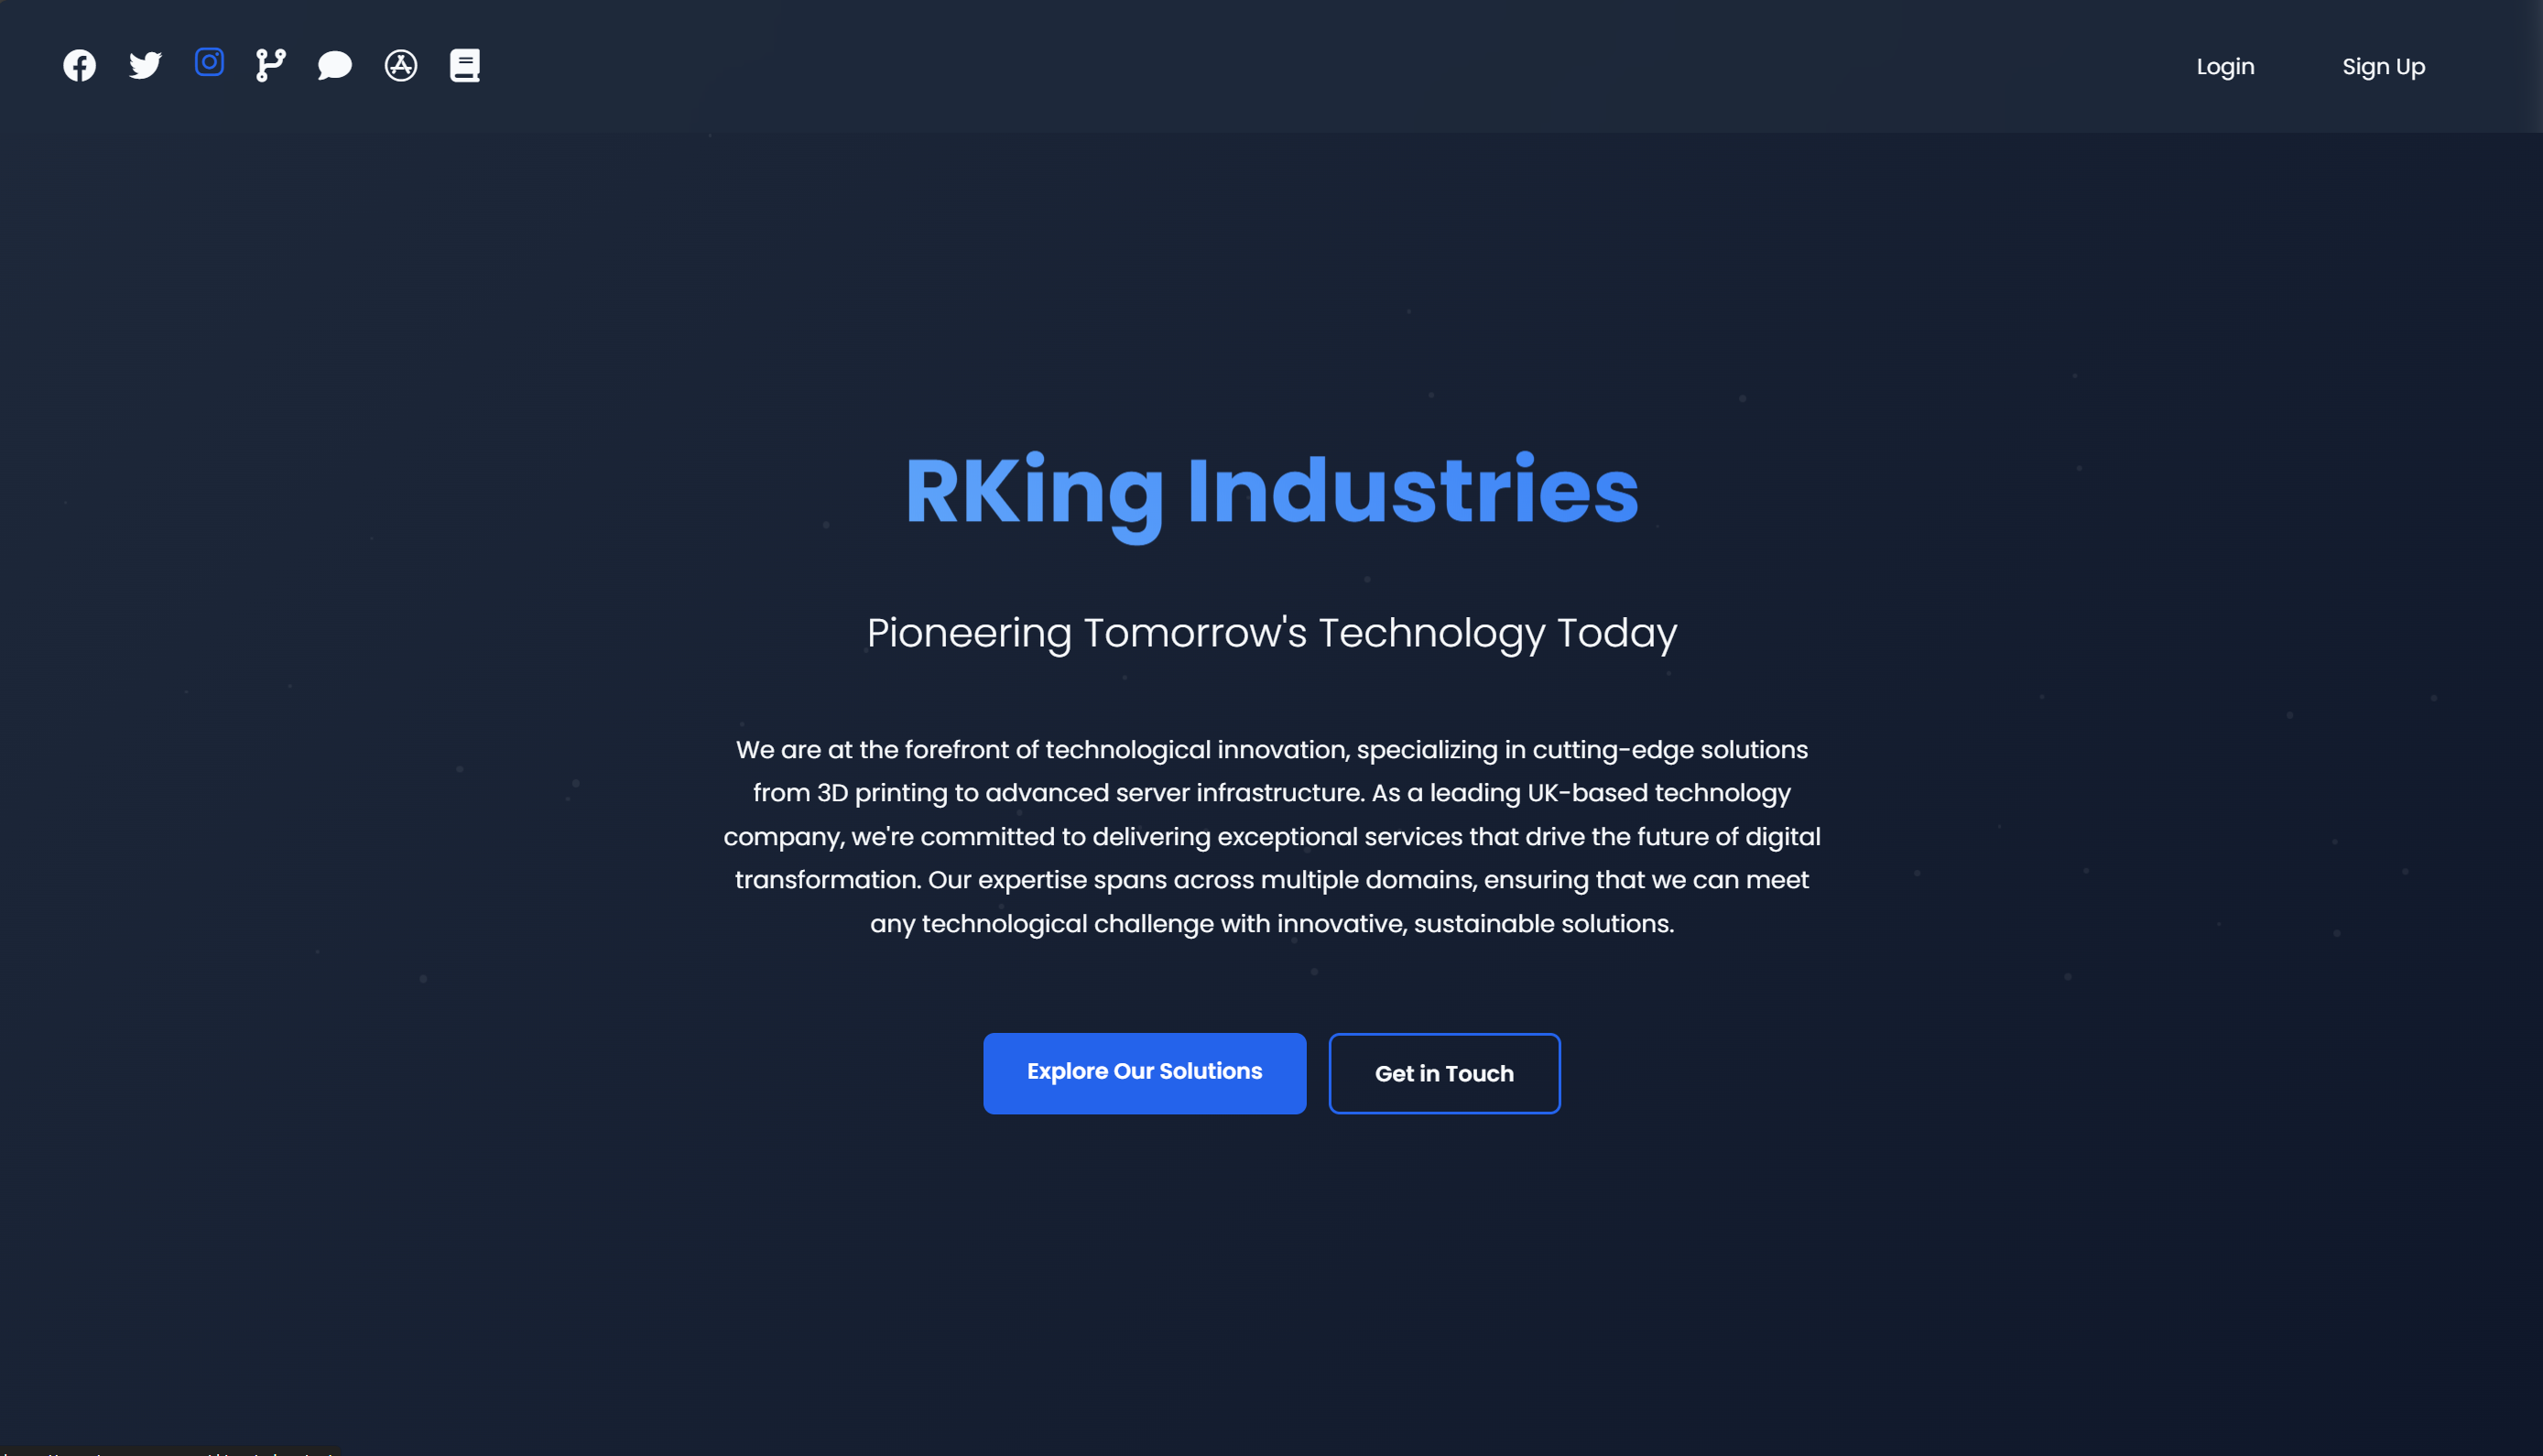 Login
Sign Up
RKing Industries
Pioneering Tomorrow's Technology Today
We are at the forefront of technological innovation, specializing in cutting-edge solutions
from 3D printing to advanced server infrastructure. As a leading UK-based technology
company, we're committed to delivering exceptional services that drive the future of digital
transformation. Our expertise spans across multiple domains, ensuring that we can meet
any technological challenge with innovative, sustainable solutions.
Explore Our Solutions
Get in Touch